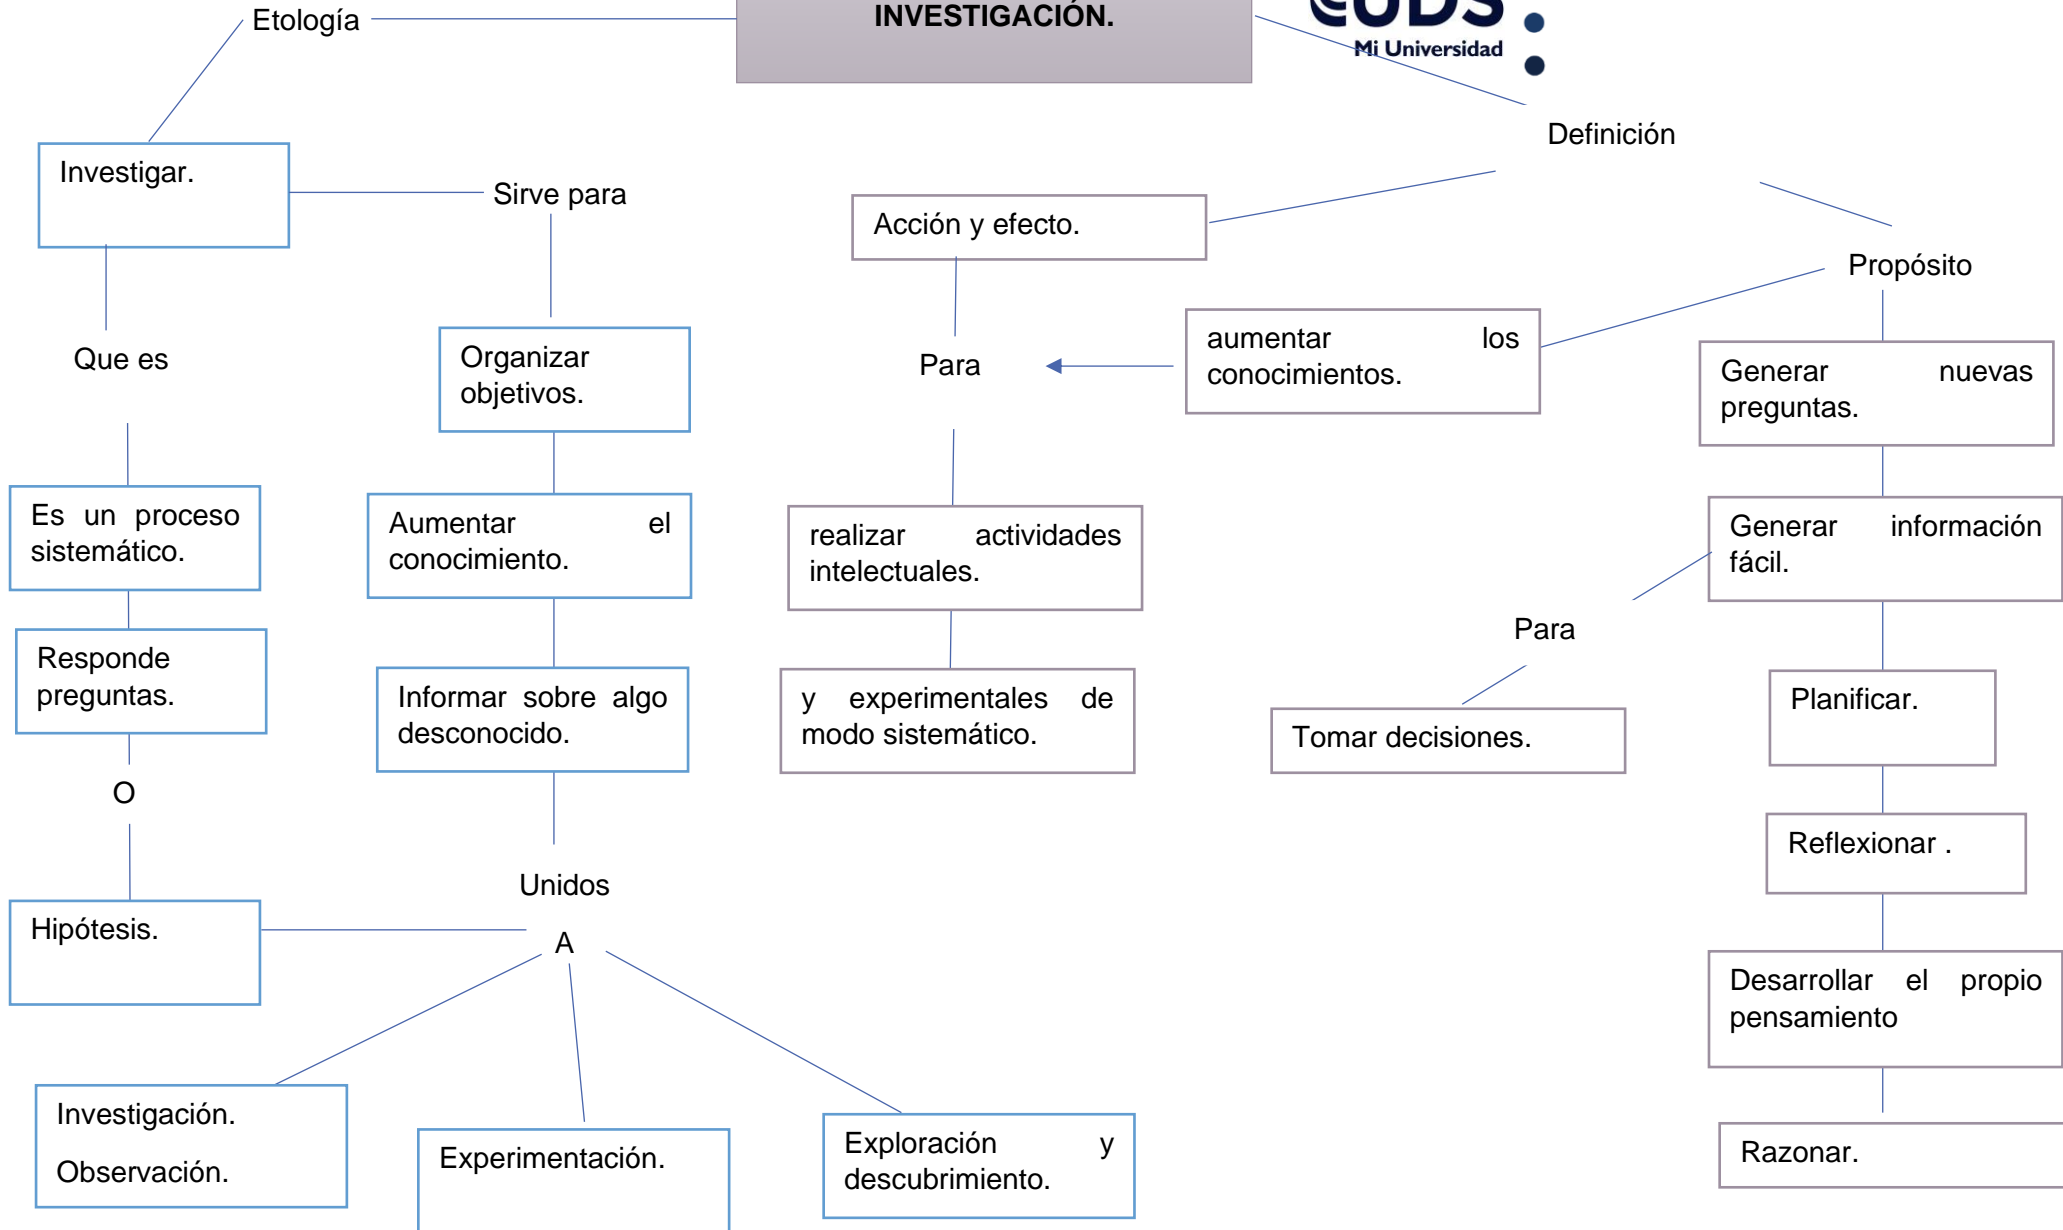 INVESTIGACIÓN.
UDS
Mi Universidad
Etología
Definición
Investigar.
Sirve para
Acción y efecto.
Propósito
Que es
Organizar
objetivos.
Para
aumentar los
conocimientos.
Generar nuevas
preguntas.
Es un proceso
sistemático.
Aumentar el
conocimiento.
realizar actividades
intelectuales.
Generar información
fácil.
Para
Responde
preguntas.
Informar sobre algo
desconocido.
y experimentales de
modo sistemático.
Tomar decisiones.
Planificar.
O
Reflexionar .
Unidos
A
Hipótesis.
Desarrollar el propio
pensamiento
Investigación.
Observación.
Experimentación.
Exploración y
descubrimiento.
Razonar.